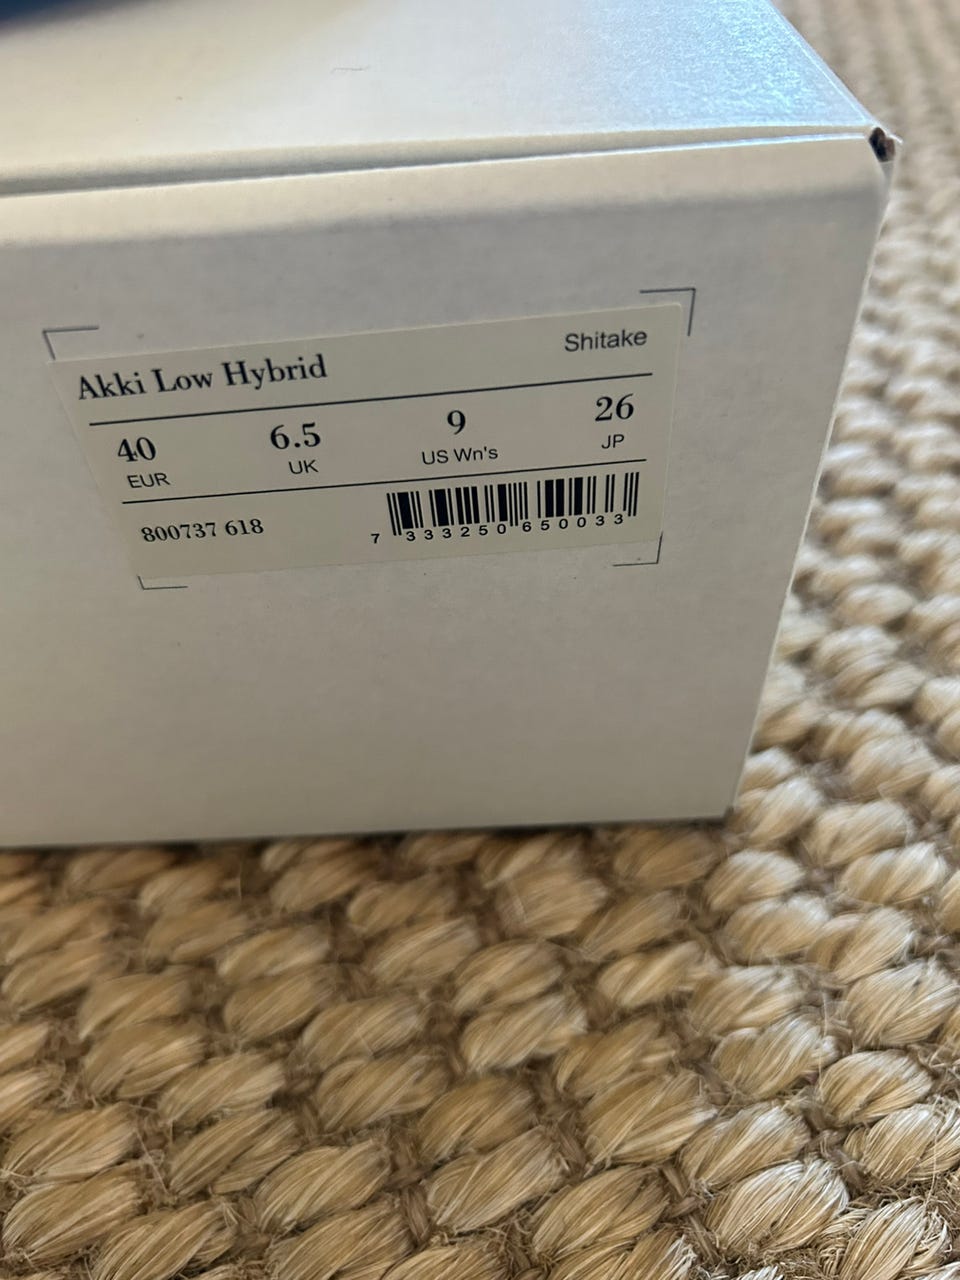 Akki Low Hybrid Shitake
40 6.5 9 26
EUR UK US Wn's JP
800737 618
7 333250 650033